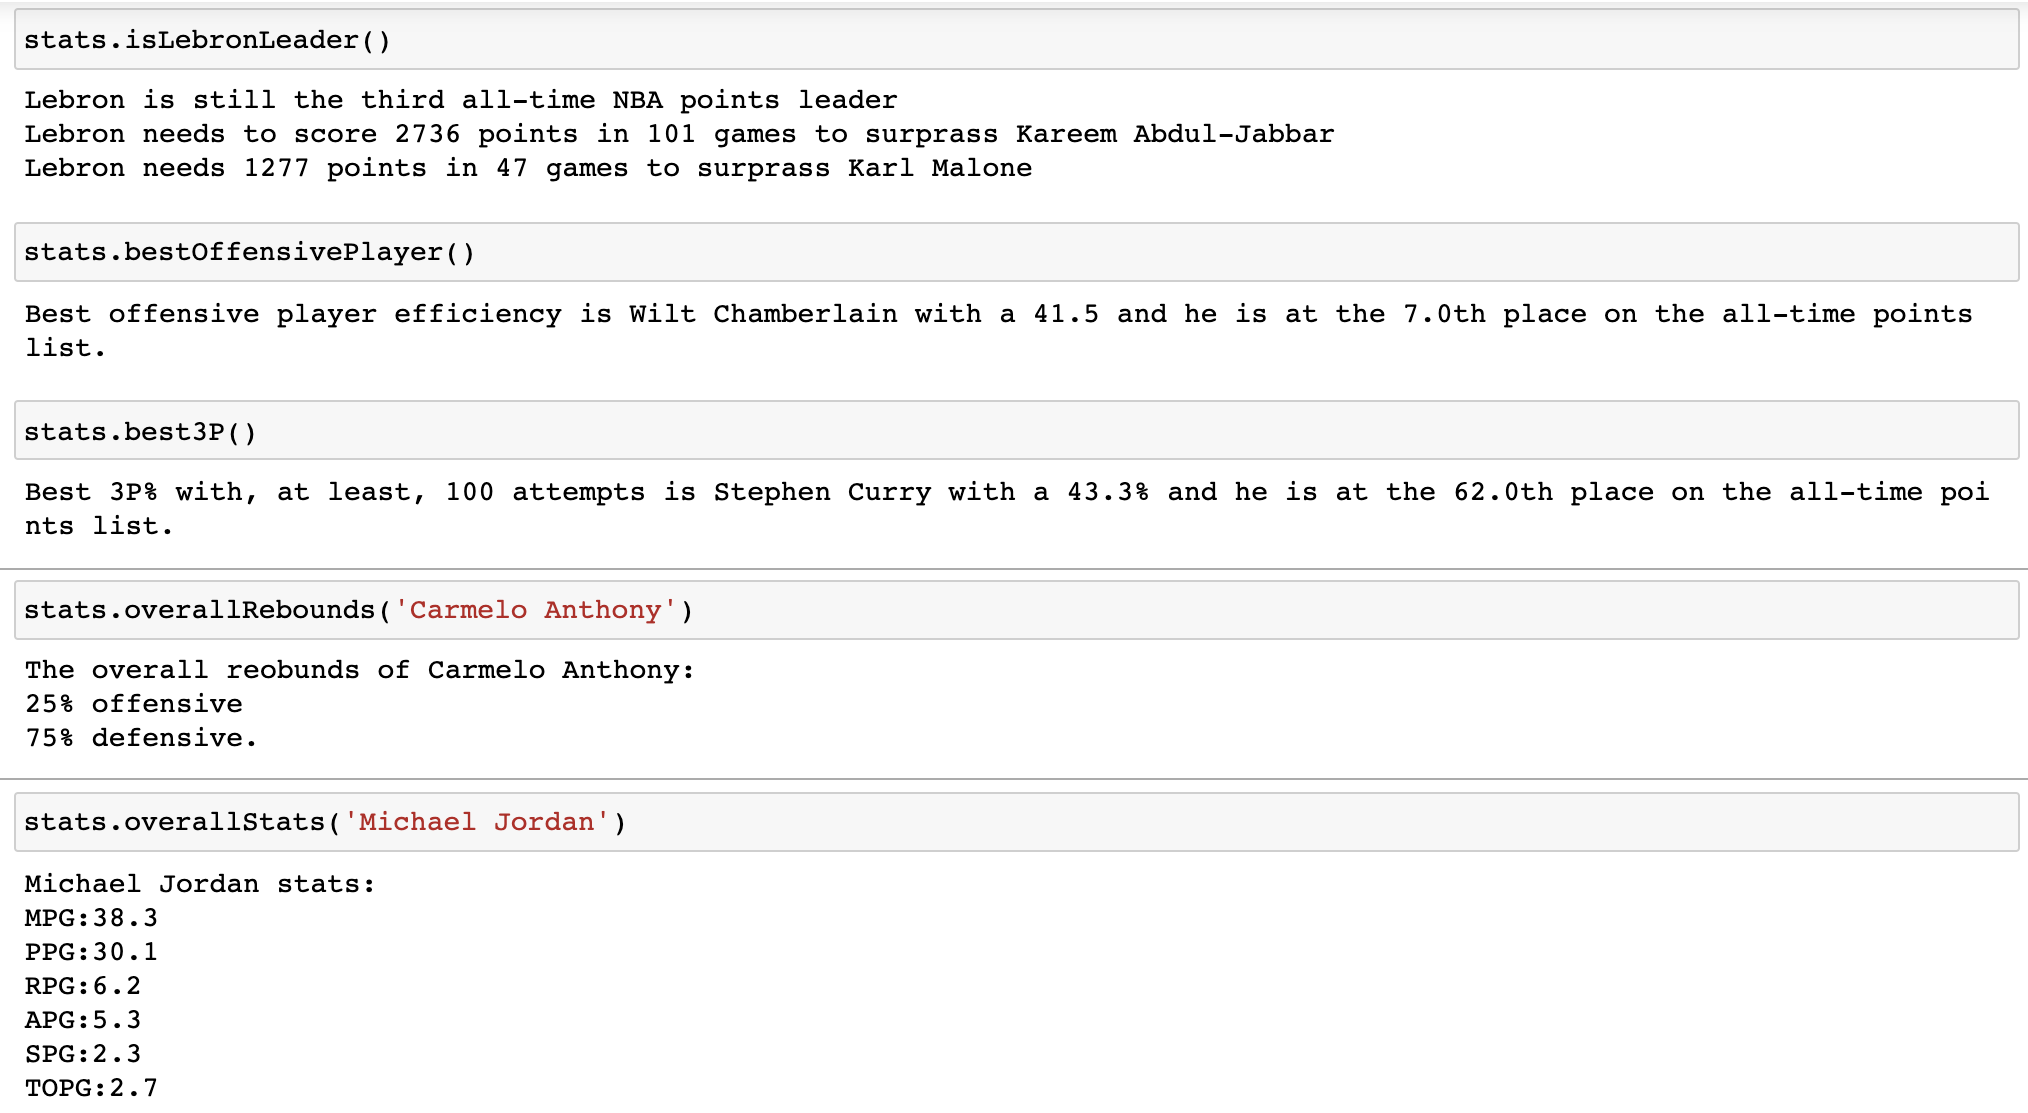 stats.isLebronLeader()
Lebron is still the third all-time NBA points leader
Lebron needs to score 2736 points in 101 games to surprass Kareem Abdul-Jabbar
Lebron needs 1277 points in 47 games to surprass Karl Malone
stats.bestOffensivePlayer()
Best offensive player efficiency is Wilt Chamberlain with a 41.5 and he is at the 7.0th place on the all-time points
list.
stats.best3P()
Best 3P% with, at least, 100 attempts is Stephen Curry with a 43.3% and he is at the 62.0th place on the all-time poi
nts list.
stats.overallRebounds('Carmelo Anthony')
The overall reobunds of Carmelo Anthony:
25% offensive
75% defensive.
stats.overallStats('Michael Jordan')
Michael Jordan stats:
MPG:38.3
PPG:30.1
RPG:6.2
APG:5.3
SPG:2.3
TOPG:2.7